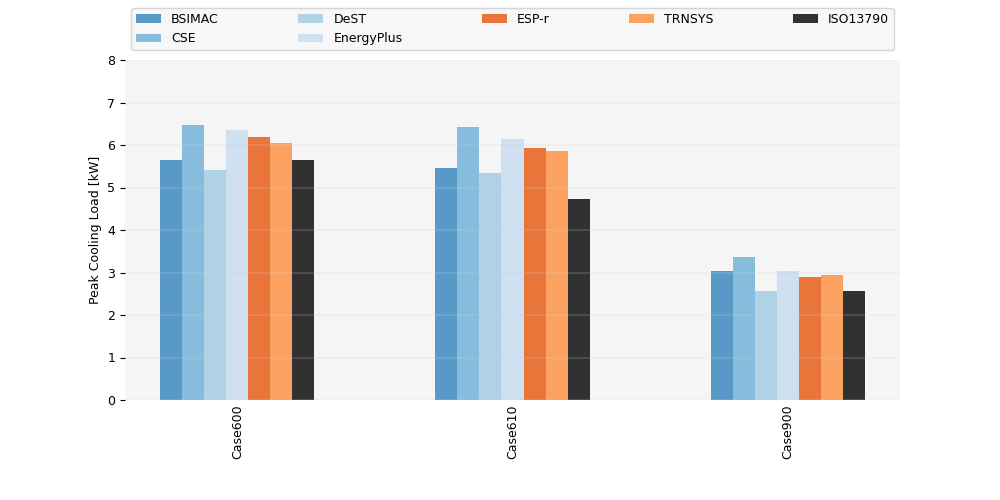 BSIMAC DeST ESP-r TRNSYS ISO13790
CSE EnergyPlus
8
7
6
5
4
3
2
1
0
Peak Cooling Load [kW]
Case600 Case610 Case900